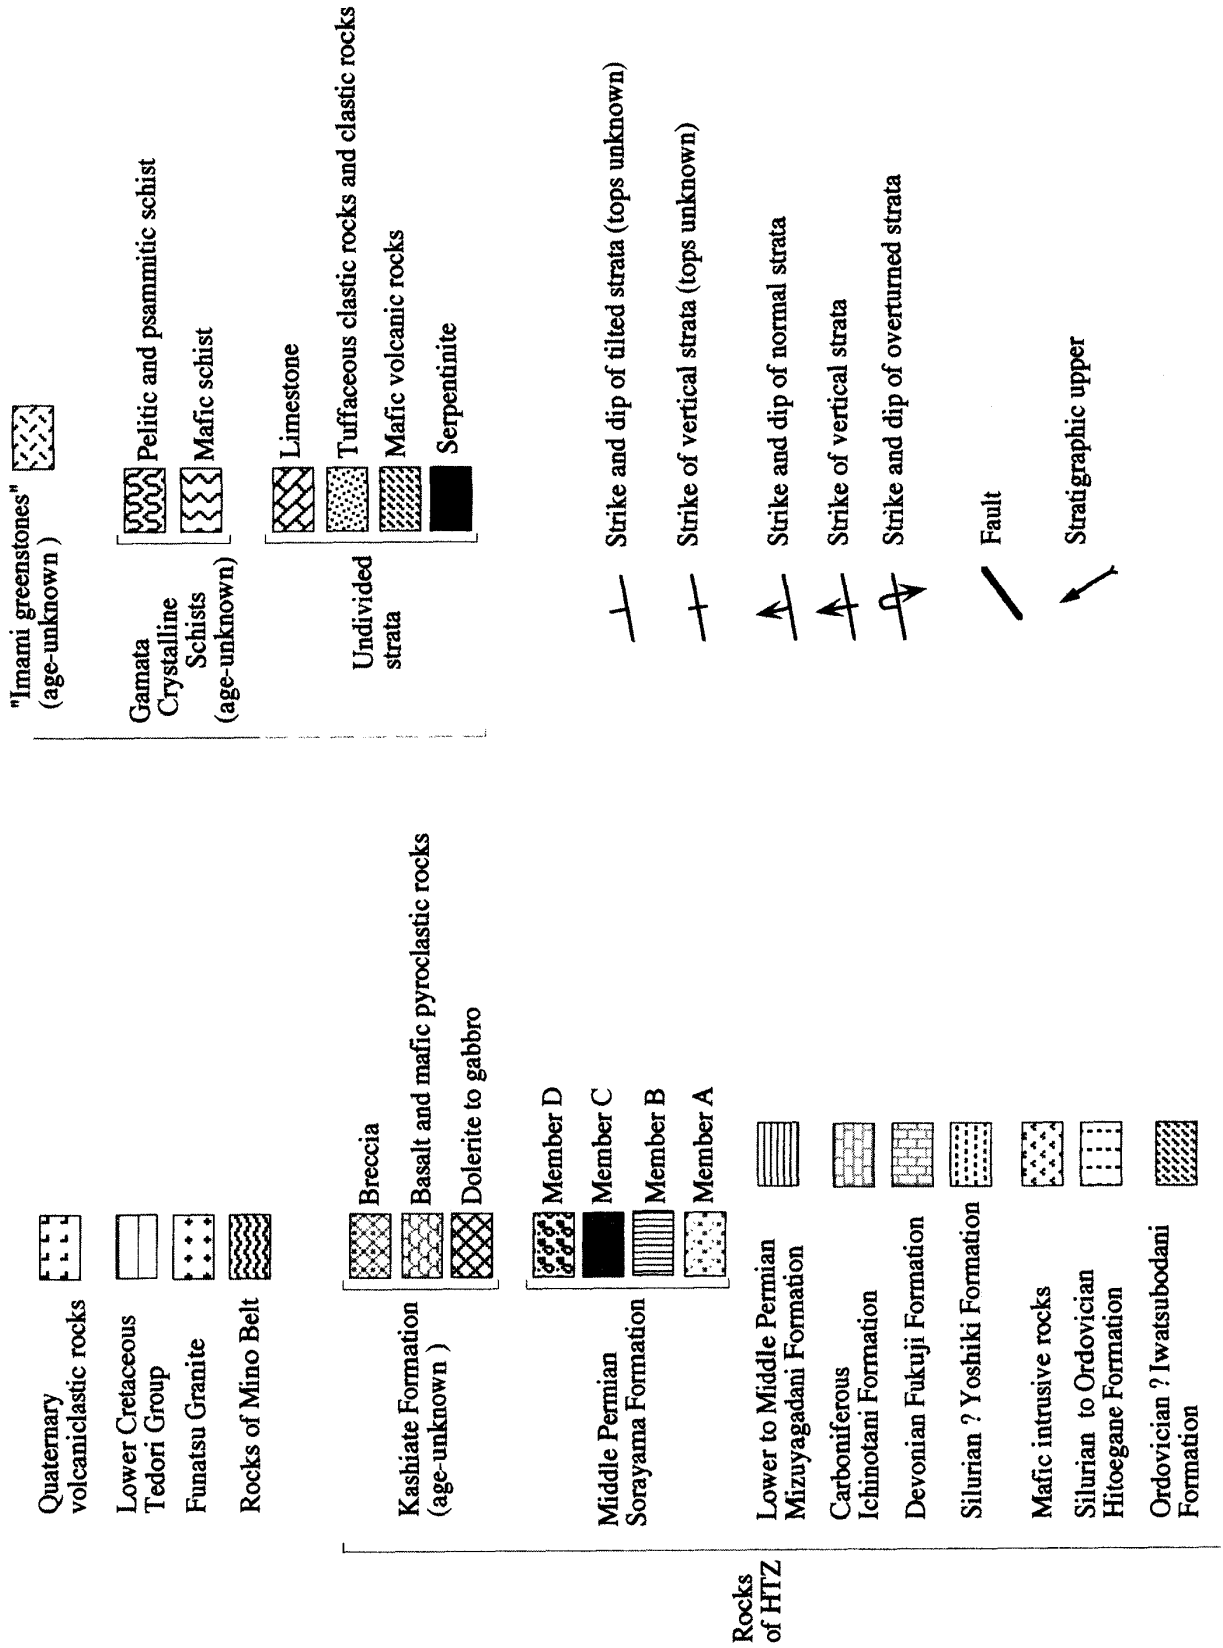 Quaternary
volcaniclastic rocks
Lower Cretaceous
Tedori Group
Funatsu Granite
Rocks of Mino Belt
Rocks
of HTZ
Kashiate Formation
(age-unknown )
Breccia
Basalt and mafic pyroclastic rocks
Dolerite to gabbro
Middle Permian
Sorayama Formation
Member D
Member C
Member B
Member A
Lower to Middle Permian
Mizuyagadani Formation
Carboniferous
Ichinotani Formation
Devonian Fukuji Formation
Silurian ? Yoshiki Formation
Mafic intrusive rocks
Silurian to Ordovician
Hitoegane Formation
Ordovician ? Iwatsubodani
Formation
"Imami greenstones"
(age-unknown )
Gamata
Crystalline
Schists
(age-unknown)
Pelitic and psammitic schist
Mafic schist
Undivided
strata
Limestone
Tuffaceous clastic rocks and clastic rocks
Mafic volcanic rocks
Serpentinite
Strike and dip of tilted strata (tops unknown)
Strike of vertical strata (tops unknown)
Strike and dip of normal strata
Strike of vertical strata
Strike and dip of overturned strata
Fault
Stratigraphic upper